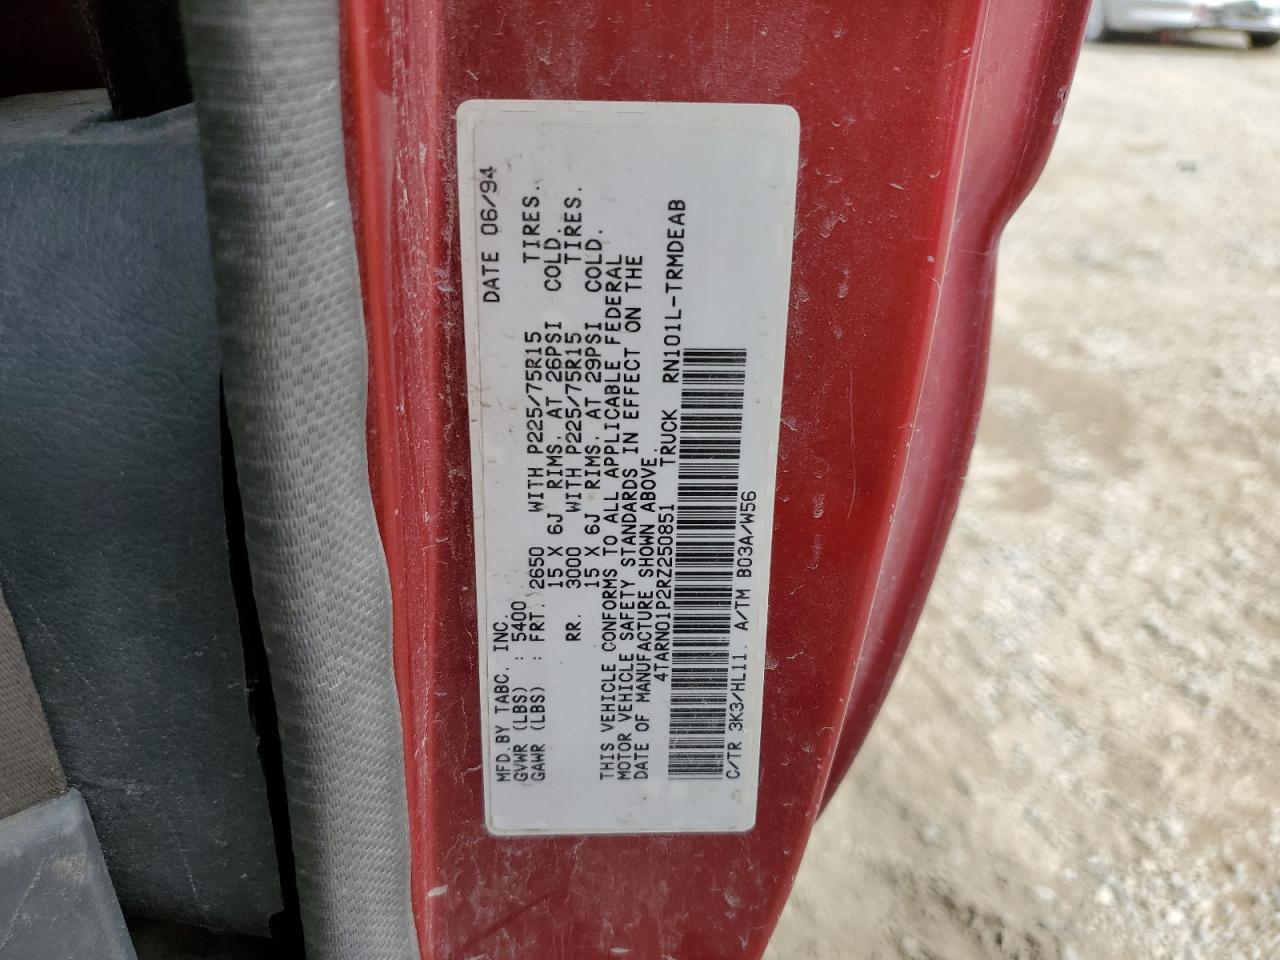 MFD.BY TABC. INC. DATE 06/94
GVWR (LBS) : 5400
GAWR (LBS) : FRT. 2650 WITH P225/75R15 TIRES.
15 X 6J RIMS. AT 26PSI COLD.
RR. 3000 WITH P225/75R15 TIRES.
15 X 6J RIMS. AT 29PSI COLD.
THIS VEHICLE CONFORMS TO ALL APPLICABLE FEDERAL
MOTOR VEHICLE SAFETY STANDARDS IN EFFECT ON THE
DATE OF MANUFACTURE SHOWN ABOVE.
4TARN01P2RZ250851 TRUCK RN101L-TRMDEAB
C/TR 3K3/HL11. A/TM B03A/W56